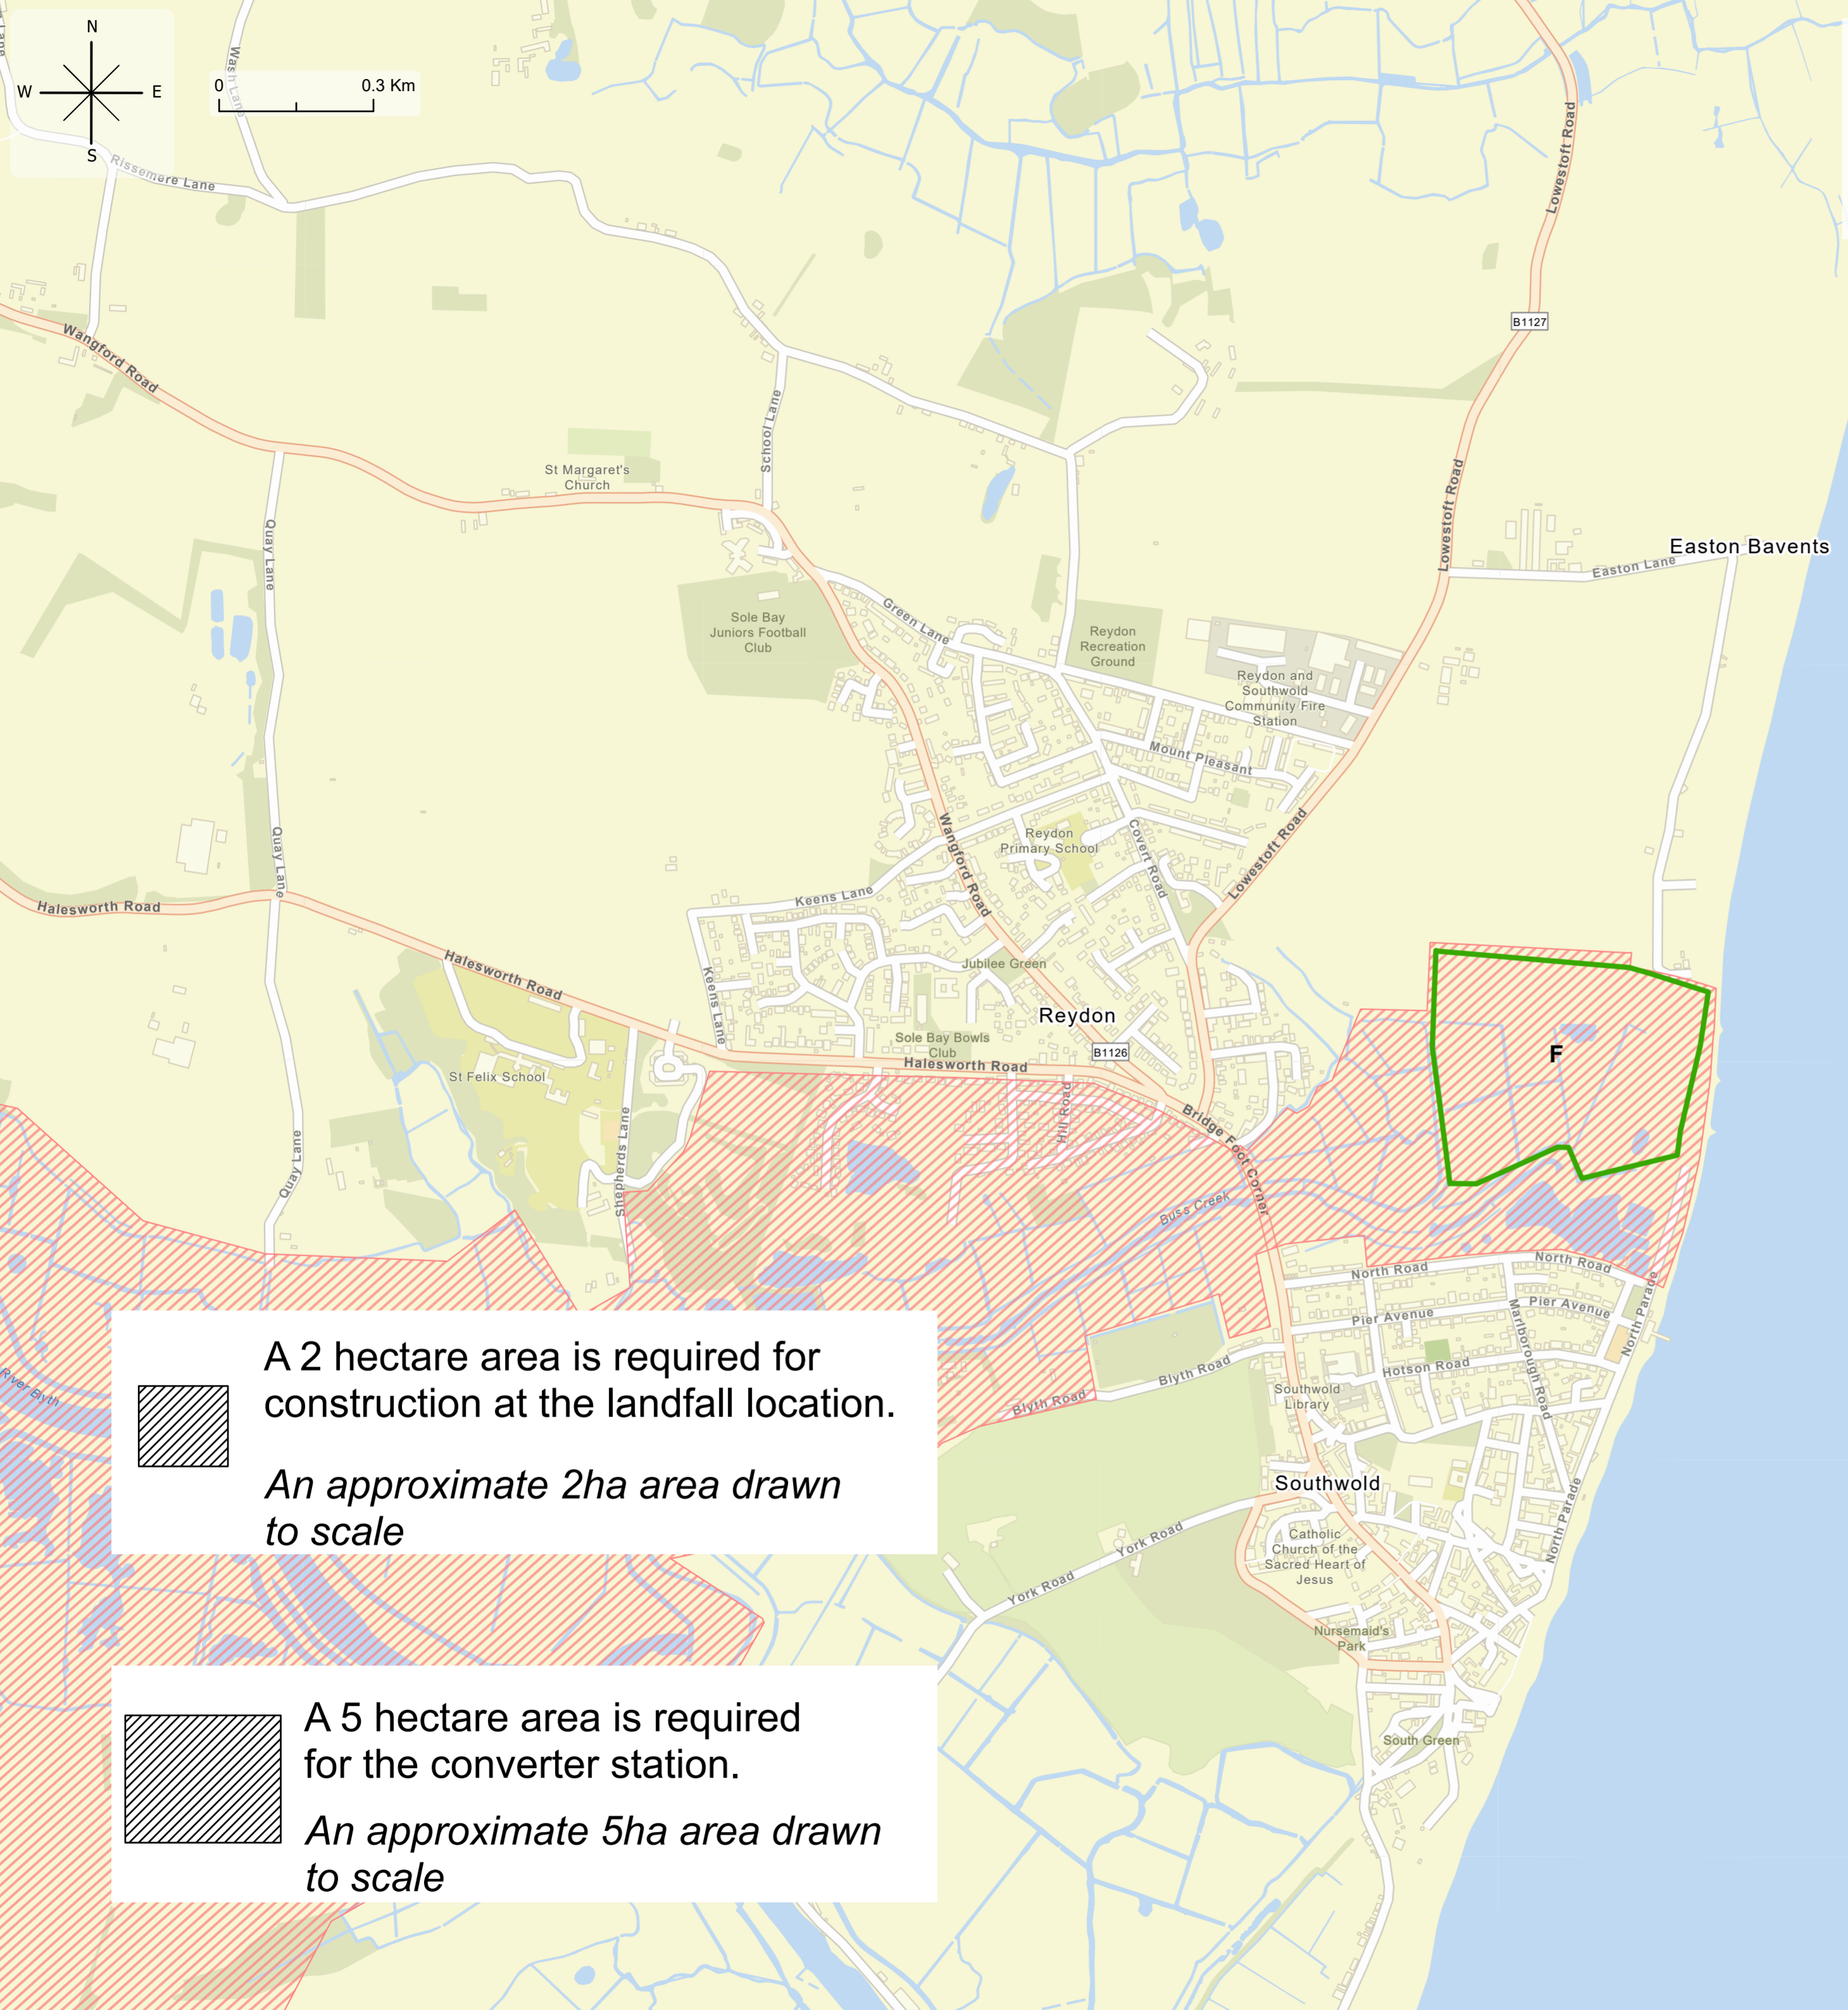 N
W
E
S
0
0.3 Km
Wash Lane
Rissemere Lane
Lowestoft Road
B1127
Wangford Road
School Lane
St Margaret's
Church
Quay Lane
Lowestoft Road
Easton Bavents
Easton Lane
Sole Bay
Juniors Football
Club
Green Lane
Reydon
Recreation
Ground
Reydon and
Southwold
Community Fire
Station
Mount Pleasant
Quay Lane
Wangford Road
Reydon
Primary School
Covert Road
Lowestoft Road
Keens Lane
Halesworth Road
Halesworth Road
Keens Lane
Jubilee Green
Reydon
Sole Bay Bowls
Club
B1126
Halesworth Road
F
St Felix School
Hill Road
Bridge Foot Corner
Shepherds Lane
Quay Lane
Buss Creek
North Road
North Road
Pier Avenue
Pier Avenue
North Parade
Marlborough Road
Hotson Road
Blyth Road
Blyth Road
Southwold
Library
River Blyth
A 2 hectare area is required for
construction at the landfall location.
An approximate 2ha area drawn
to scale
Southwold
North Parade
York Road
York Road
Catholic
Church of the
Sacred Heart of
Jesus
Nursemaid's
Park
South Green
A 5 hectare area is required
for the converter station.
An approximate 5ha area drawn
to scale